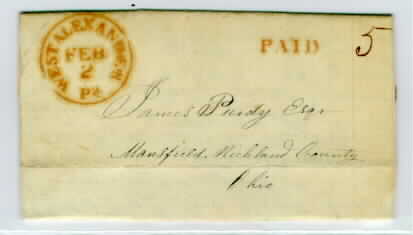 WEST ALEXANDER
FEB
2
Pa
PAID
5
James Purdy Esqr
Mansfield, Richland County
Ohio